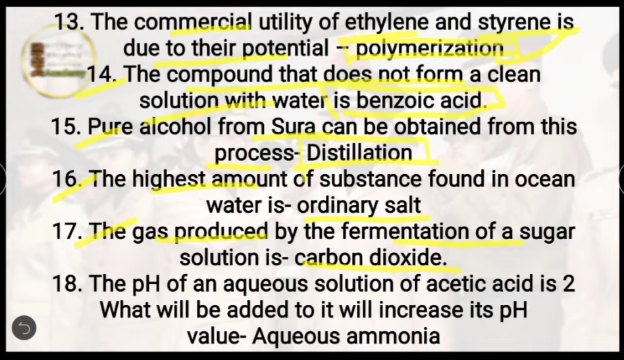 13. The commercial utility of ethylene and styrene is
due to their potential – polymerization
14. The compound that does not form a clean
solution with water is benzoic acid.
15. Pure alcohol from Sura can be obtained from this
process- Distillation
16. The highest amount of substance found in ocean
water is- ordinary salt
17. The gas produced by the fermentation of a sugar
solution is- carbon dioxide.
18. The pH of an aqueous solution of acetic acid is 2
What will be added to it will increase its pH
value- Aqueous ammonia